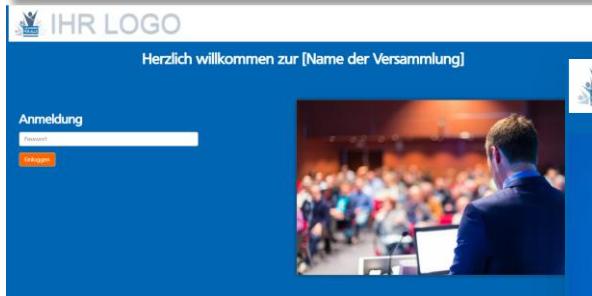 IHR LOGO
Herzlich willkommen zur [Name der Versammlung]
Anmeldung
Passwort
Einloggen